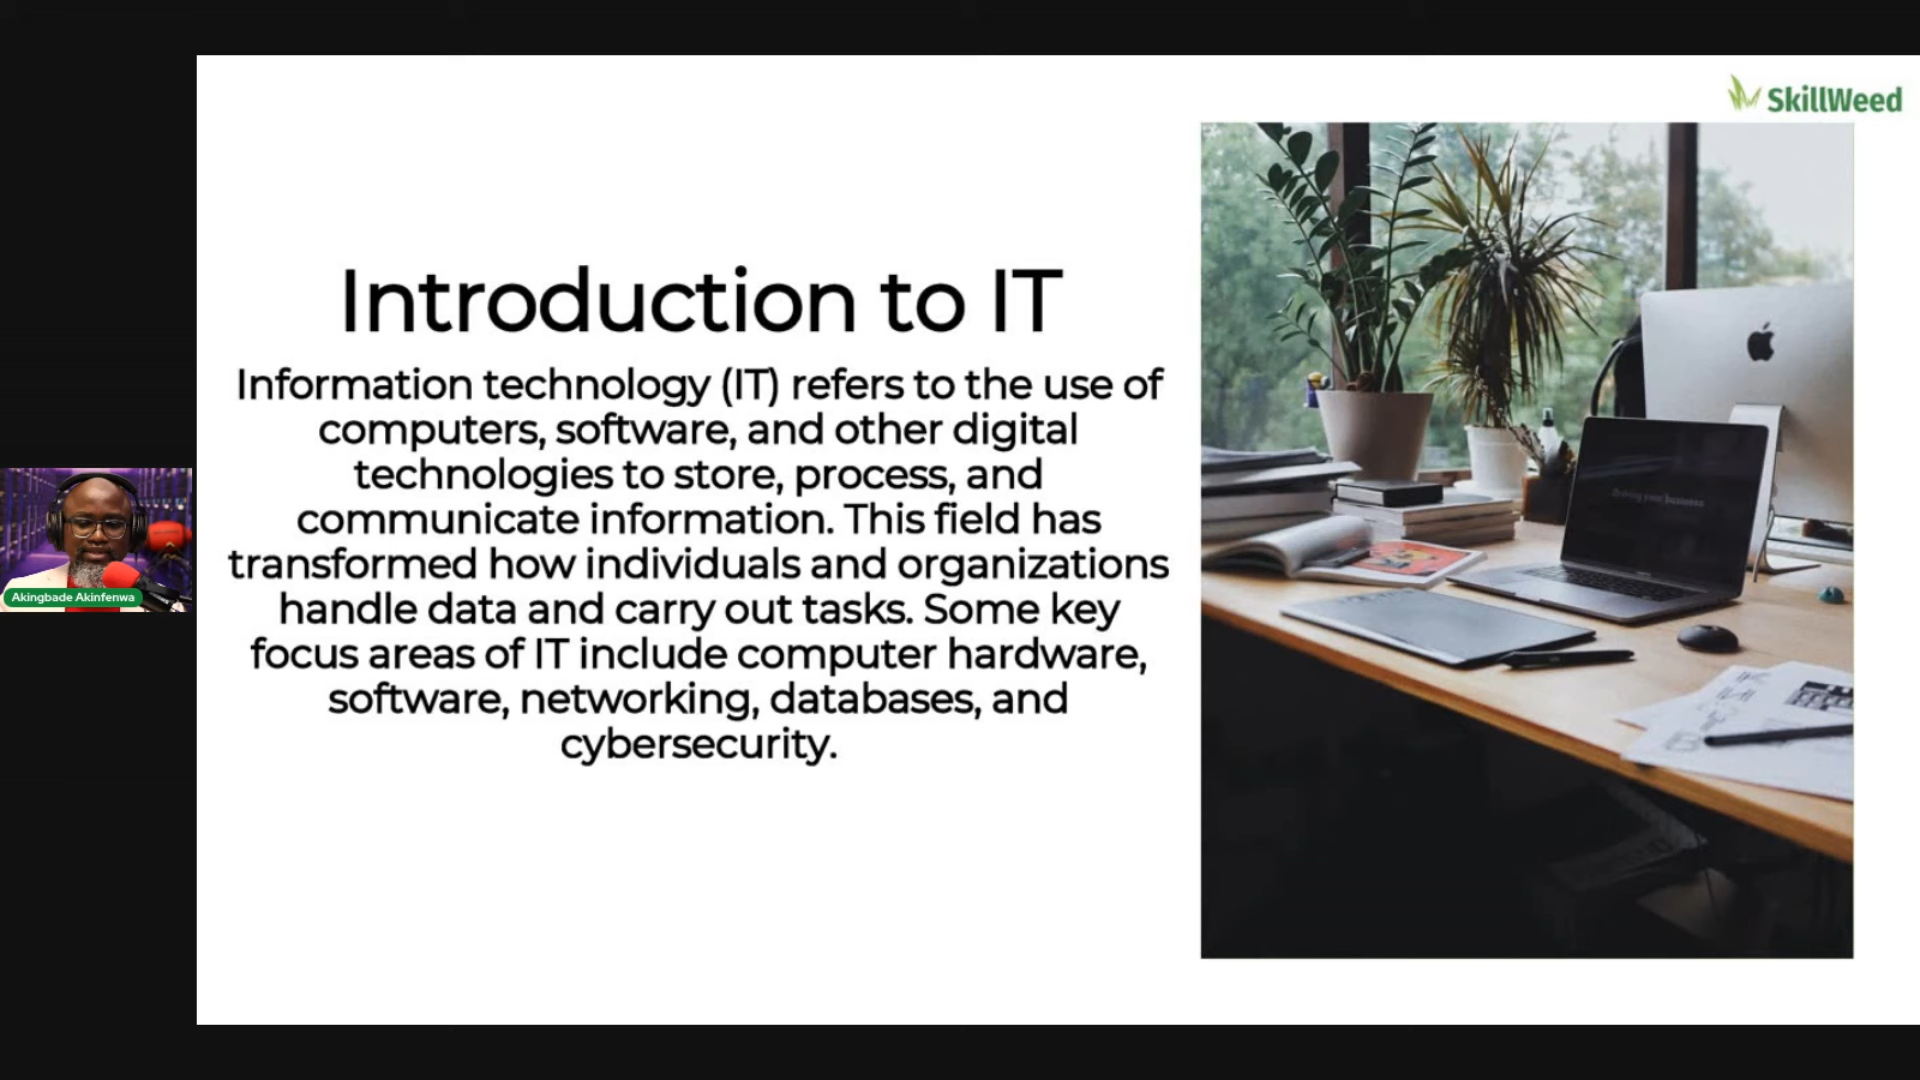 SkillWeed
Introduction to IT
Information technology (IT) refers to the use of
computers, software, and other digital
technologies to store, process, and
communicate information. This field has
transformed how individuals and organizations
handle data and carry out tasks. Some key
focus areas of IT include computer hardware,
software, networking, databases, and
cybersecurity.
Akingbade Akinfenwa